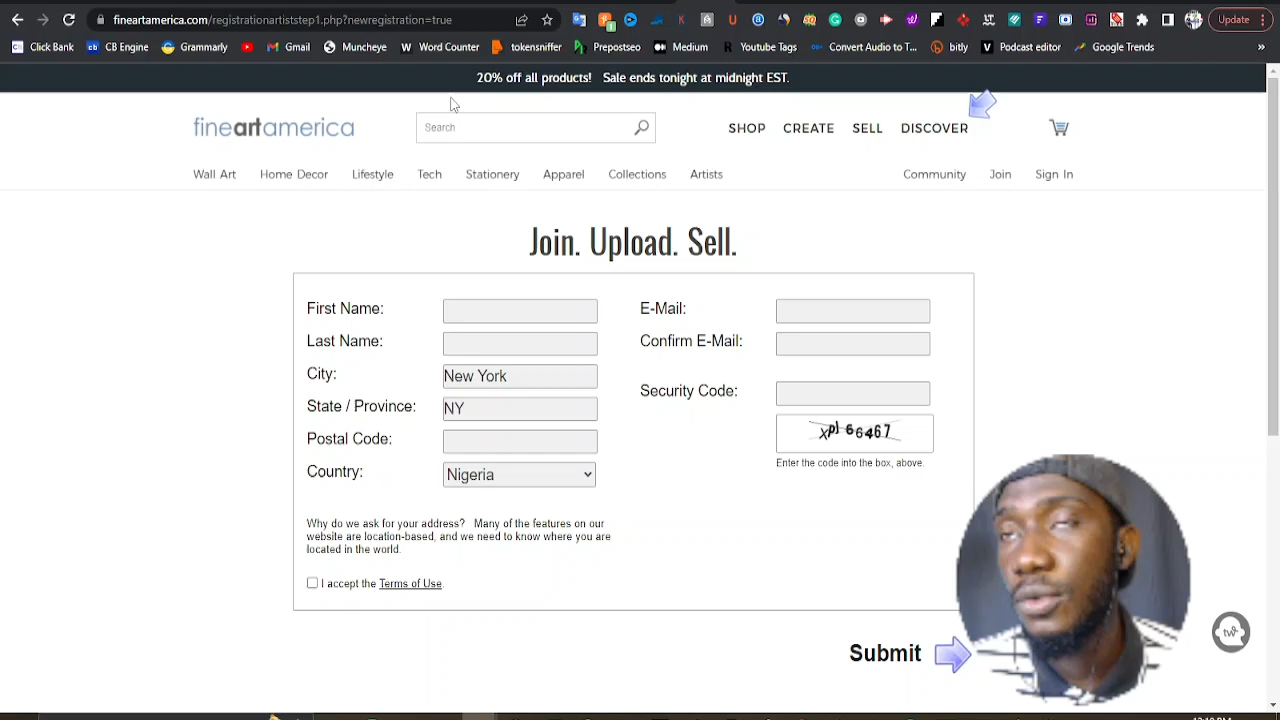 fineartamerica.com/registrationartiststep1.php?newregistration=true
Update
Click Bank
CB Engine
Grammarly
Gmail
Muncheye
Word Counter
tokensniffer
Prepostseo
Medium
Youtube Tags
Convert Audio to T...
bitly
Podcast editor
Google Trends
»
20% off all products! Sale ends tonight at midnight EST.
fineartamerica
Search
SHOP CREATE SELL DISCOVER
Wall Art Home Decor Lifestyle Tech Stationery Apparel Collections Artists Community Join Sign In
Join. Upload. Sell.
First Name:
Last Name:
City: New York
State / Province: NY
Postal Code:
Country: Nigeria
Why do we ask for your address? Many of the features on our
website are location-based, and we need to know where you are
located in the world.
I accept the Terms of Use.
E-Mail:
Confirm E-Mail:
Security Code:
Enter the code into the box, above.
Submit